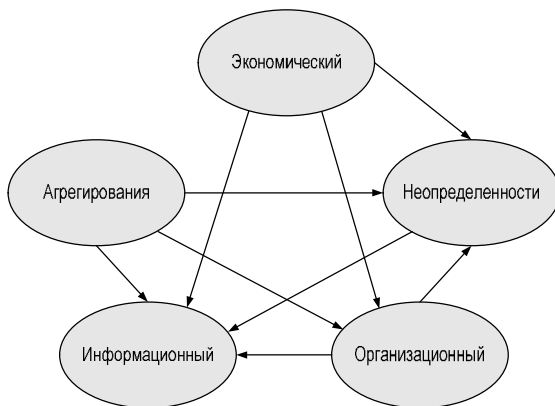 Экономический
Агрегирования
Неопределенности
Информационный
Организационный